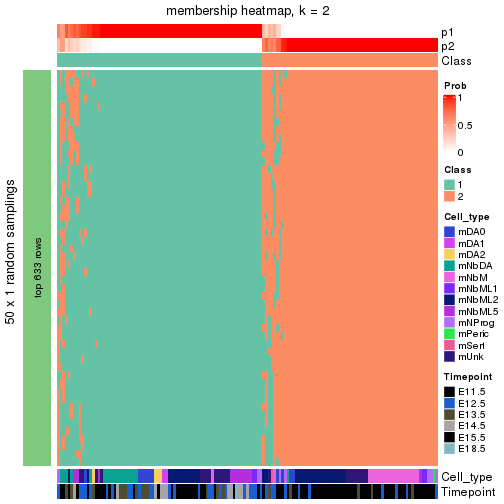 membership heatmap, k = 2
p1
p2
Class
50 x 1 random samplings
top 633 rows
Prob
1
0.5
0
Class
1
2
Cell_type
mDA0
mDA1
mDA2
mNbDA
mNbM
mNbML1
mNbML2
mNbML5
mNProg
mPeric
mSert
mUnk
Timepoint
E11.5
E12.5
E13.5
E14.5
E15.5
E18.5
Cell_type
Timepoint